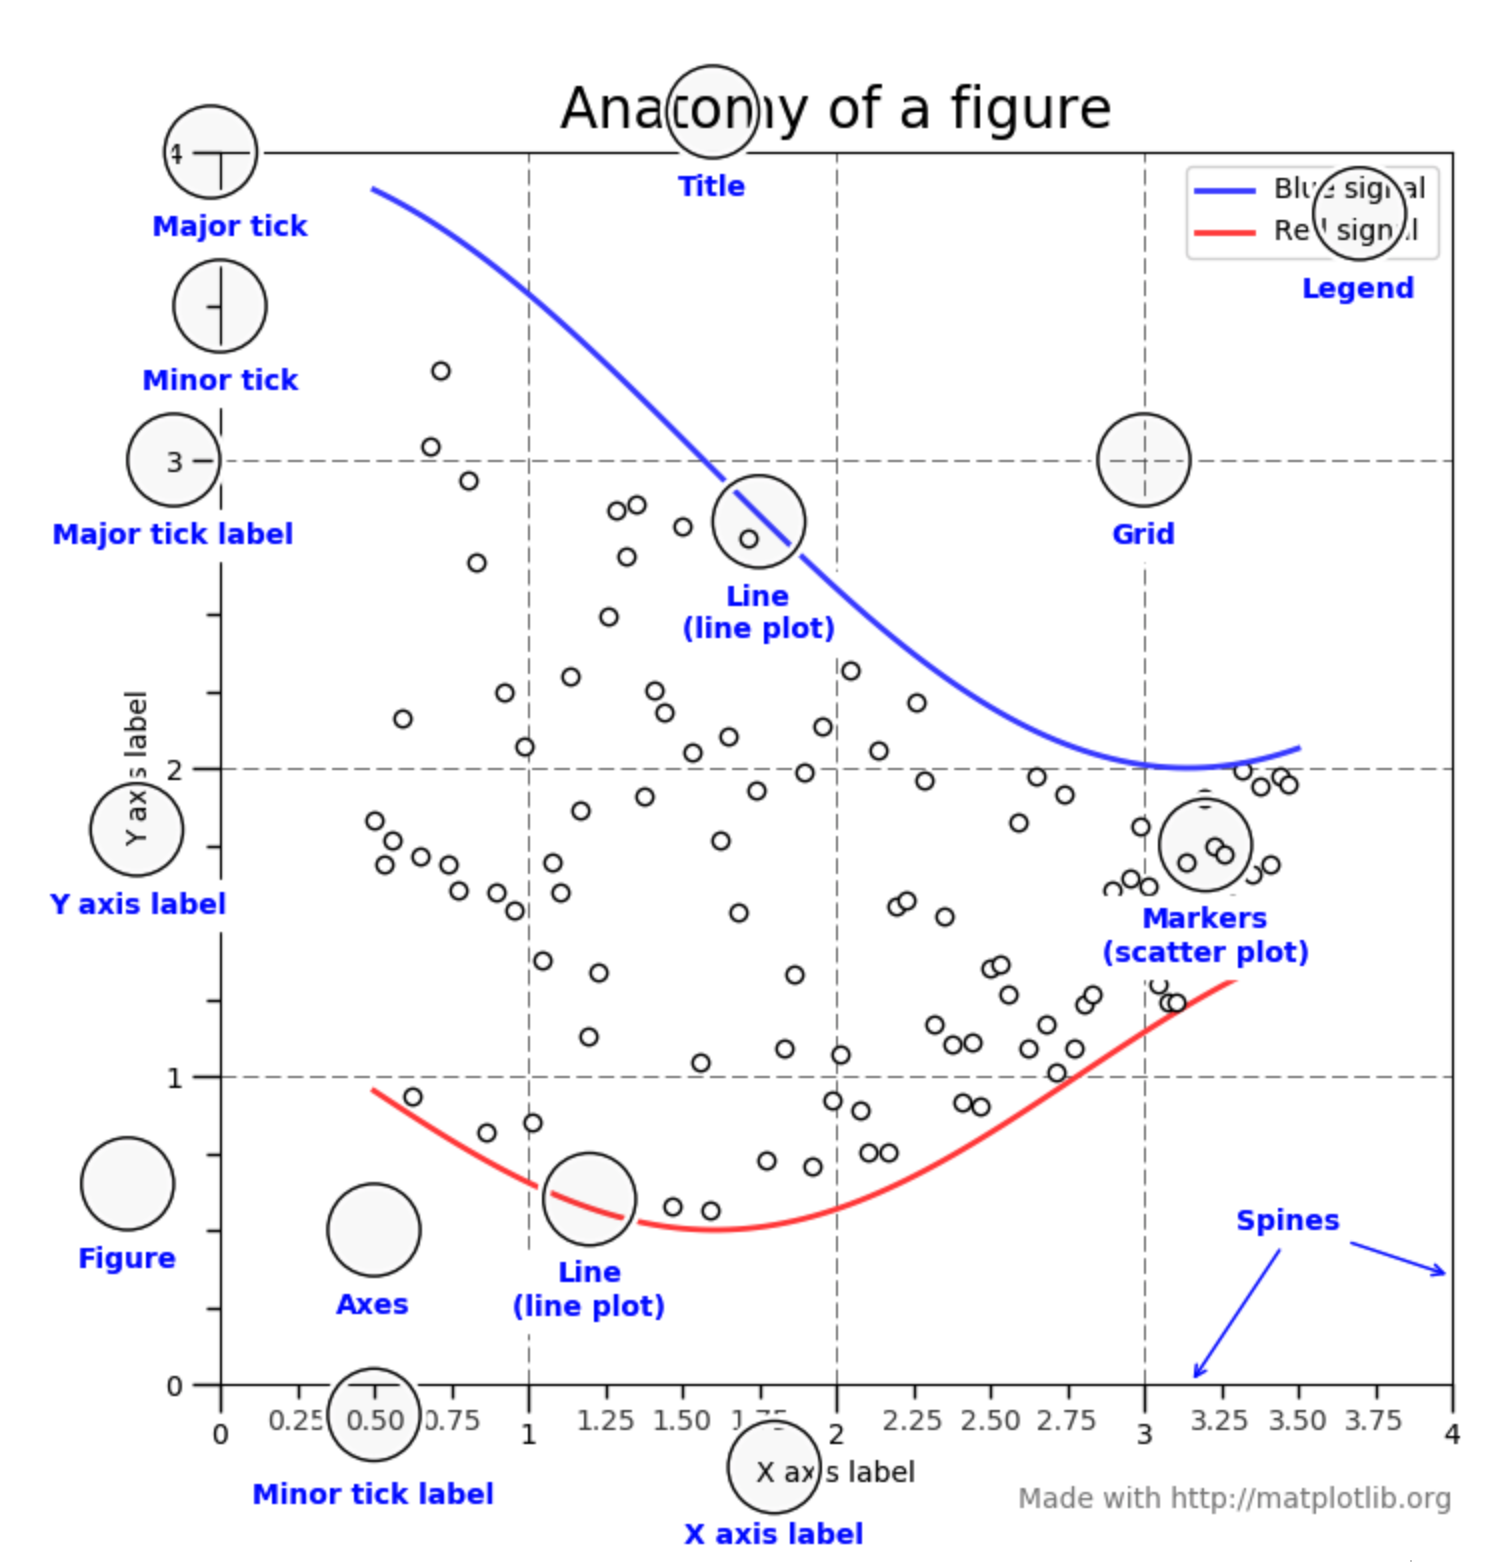 Anatomy of a figure
Title
4
Major tick
Blue signal
Red signal
Legend
Minor tick
3
Major tick label
Grid
Line
(line plot)
Y axis label
2
Y axis label
Markers
(scatter plot)
1
Figure
Axes
Line
(line plot)
Spines
0
0.25 0.50 0.75 1.25 1.50 1.75 2.25 2.50 2.75 3.25 3.50 3.75
0 1 2 3 4
X axis label
Minor tick label
Made with http://matplotlib.org
X axis label